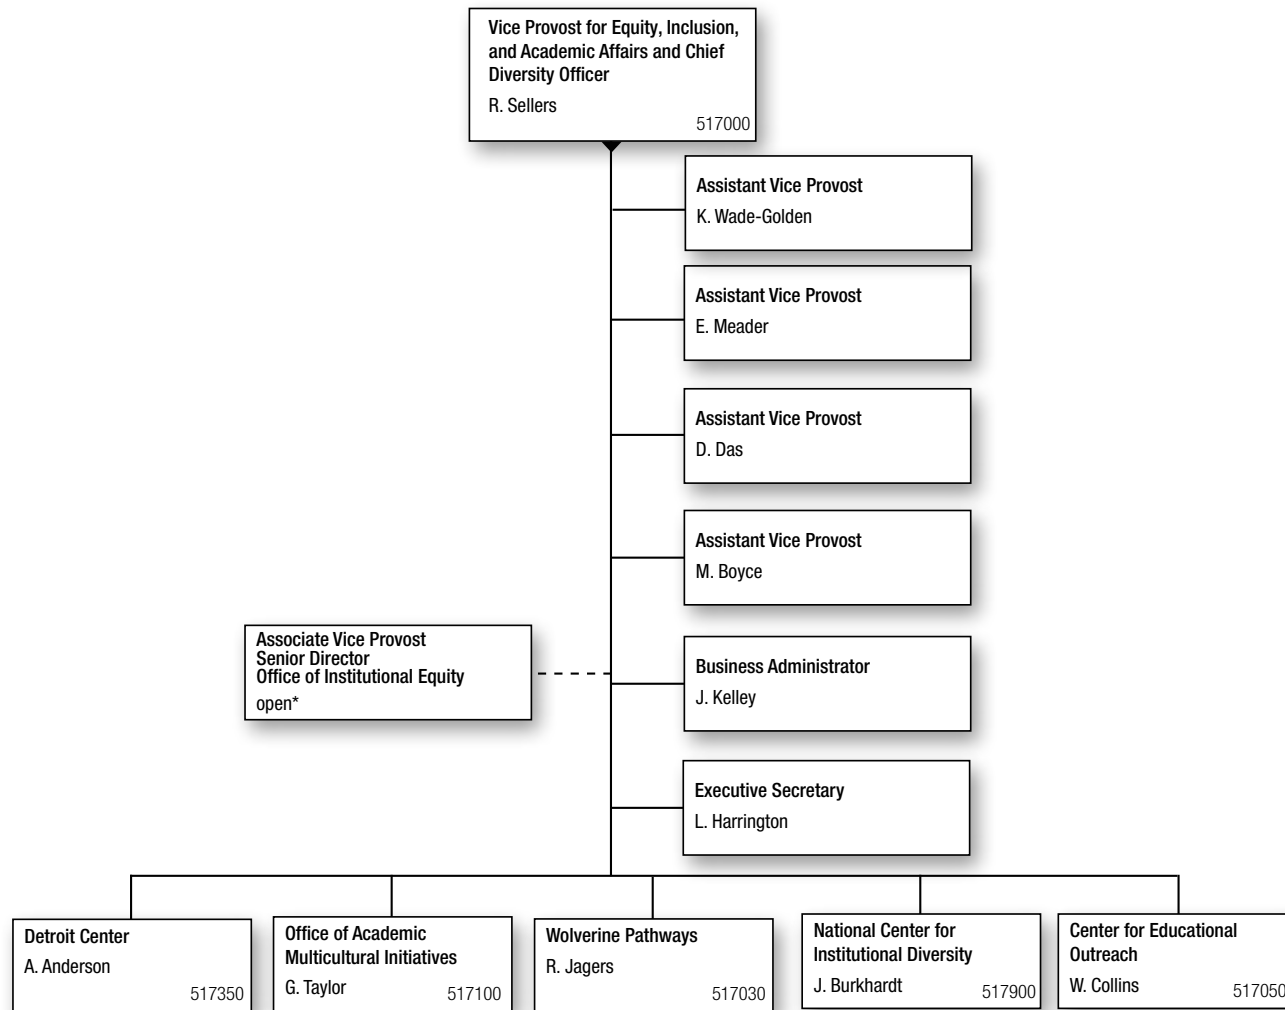 Vice Provost for Equity, Inclusion,
and Academic Affairs and Chief
Diversity Officer
R. Sellers
517000
Assistant Vice Provost
K. Wade-Golden
Assistant Vice Provost
E. Meader
Assistant Vice Provost
D. Das
Assistant Vice Provost
M. Boyce
Associate Vice Provost
Senior Director
Office of Institutional Equity
open*
Business Administrator
J. Kelley
Executive Secretary
L. Harrington
Detroit Center
A. Anderson
517350
Office of Academic
Multicultural Initiatives
G. Taylor
517100
Wolverine Pathways
R. Jagers
517030
National Center for
Institutional Diversity
J. Burkhardt
517900
Center for Educational
Outreach
W. Collins
517050